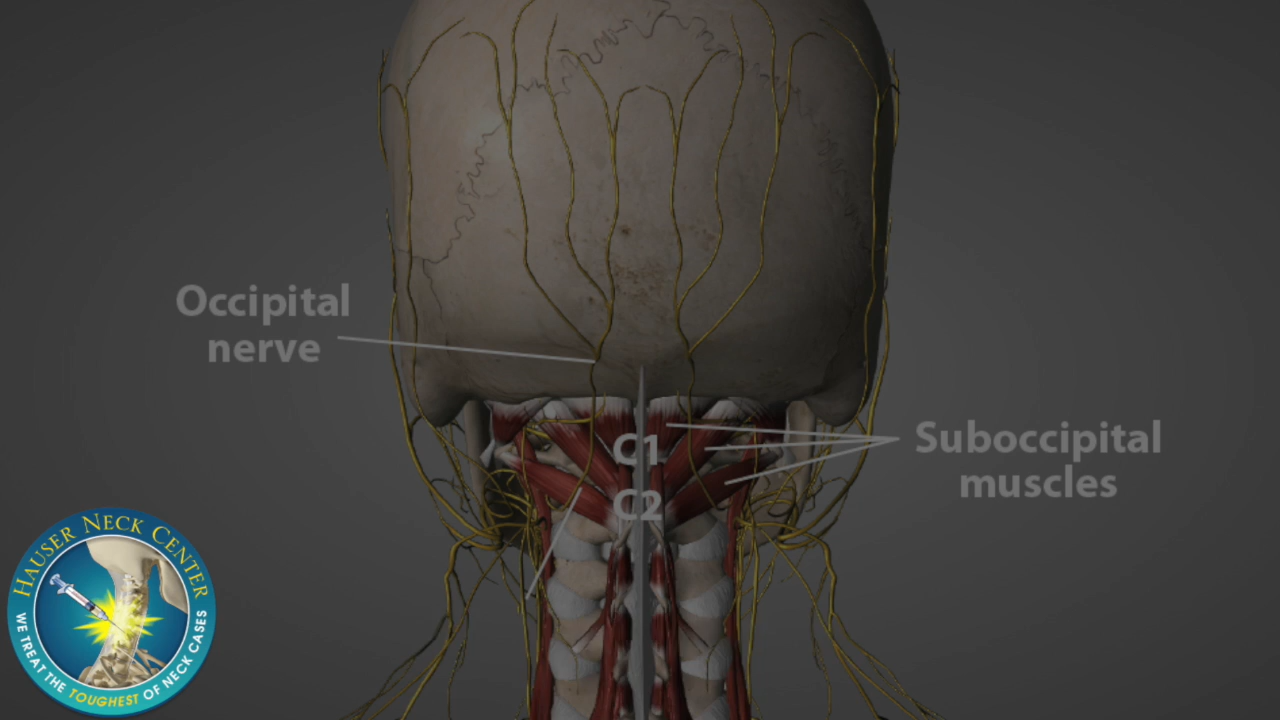 Occipital
nerve
C1
Suboccipital
muscles
C2
HAUSER NECK CENTER
WE TREAT THE TOUGHEST OF NECK CASES